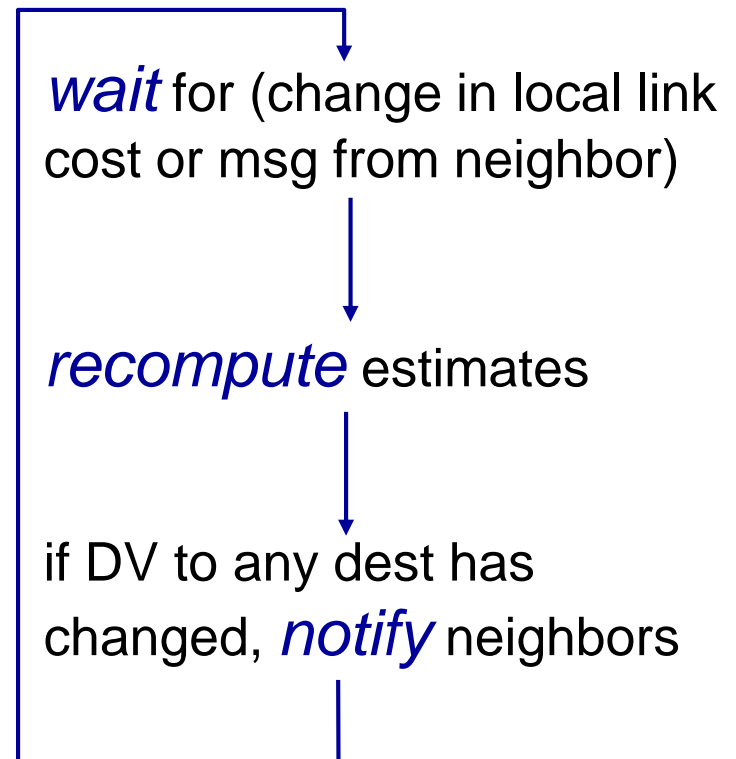 wait for (change in local link
cost or msg from neighbor)
recompute estimates
if DV to any dest has
changed, notify neighbors